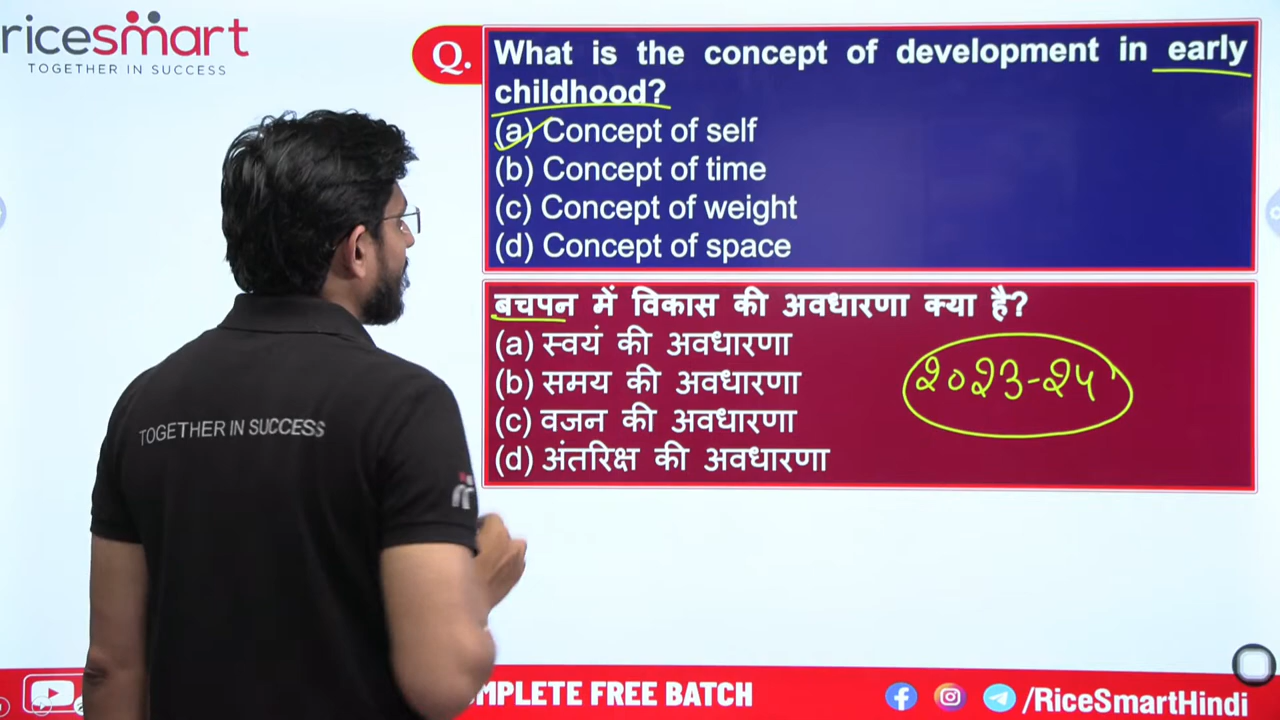 ricesmart
TOGETHER IN SUCCESS
Q.
What is the concept of development in early
childhood?
(a) Concept of self
(b) Concept of time
(c) Concept of weight
(d) Concept of space
बचपन में विकास की अवधारणा क्या है?
(a) स्वयं की अवधारणा
(b) समय की अवधारणा
(c) वजन की अवधारणा
(d) अंतरिक्ष की अवधारणा
2023-24
TOGETHER IN SUCCESS
FREE BATCH
/RiceSmartHindi